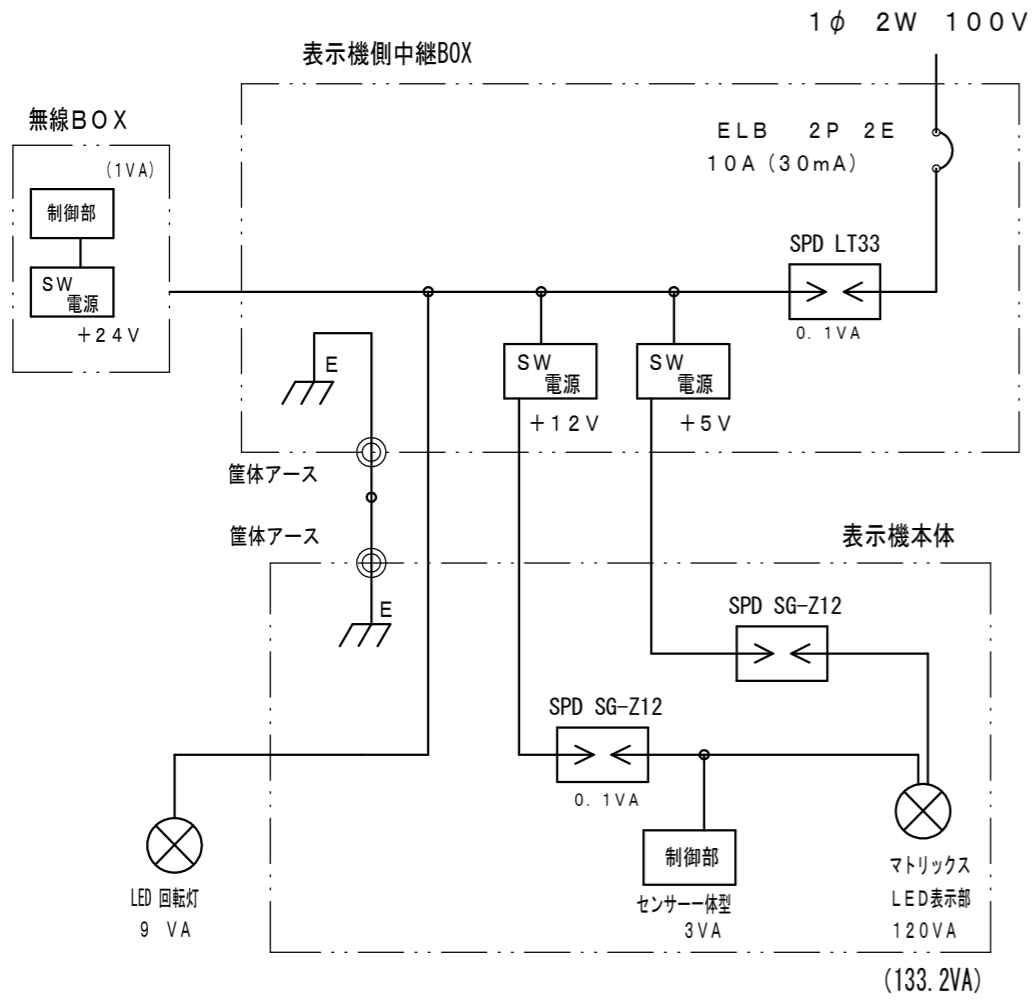 1φ 2W 100V
表示機側中継BOX
無線BOX
ELB 2P 2E
10A(30mA)
(1VA)
制御部
SPD LT33
SW
電源
+24V
0.1VA
E
SW
電源
SW
電源
+12V
+5V
筐体アース
筐体アース
表示機本体
E
SPD SG-Z12
SPD SG-Z12
0.1VA
制御部
マトリックス
LED 回転灯
センサー一体型
LED表示部
9 VA
3VA
120VA
(133.2VA)